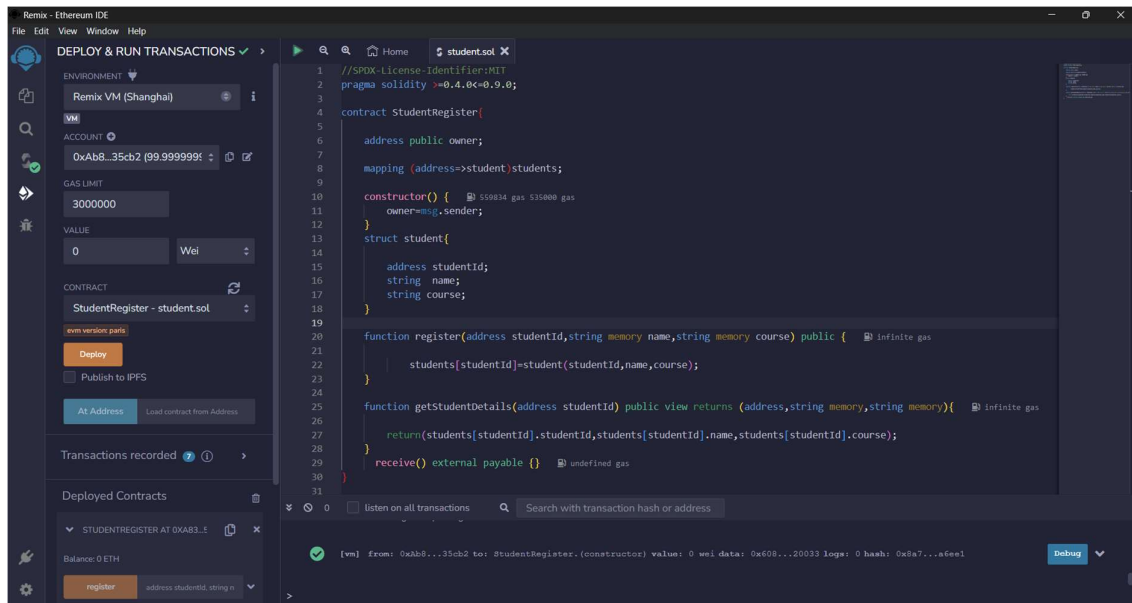 Remix - Ethereum IDE
File Edit View Window Help
DEPLOY & RUN TRANSACTIONS
ENVIRONMENT
Remix VM (Shanghai)
VM
ACCOUNT
0xAb8...35cb2 (99.9999999
GAS LIMIT
3000000
VALUE
0 Wei
CONTRACT
StudentRegister - student.sol
evm version: paris
Deploy
Publish to IPFS
At Address Load contract from Address
Transactions recorded 7
Deployed Contracts
STUDENTREGISTER AT 0XAB3...5
Balance: 0 ETH
register address studentId, string n
Home student.sol
1 //SPDX-License-Identifier:MIT
2 pragma solidity >=0.4.0<=0.9.0;
3
4 contract StudentRegister{
5
6 address public owner;
7
8 mapping (address=>student)students;
9
10 constructor() { 559834 gas 535000 gas
11 owner=msg.sender;
12 }
13 struct student{
14
15 address studentId;
16 string name;
17 string course;
18 }
19
20 function register(address studentId,string memory name,string memory course) public { infinite gas
21
22 students[studentId]=student(studentId,name,course);
23 }
24
25 function getStudentDetails(address studentId) public view returns (address,string memory,string memory){ infinite gas
26
27 return(students[studentId].studentId,students[studentId].name,students[studentId].course);
28 }
29 receive() external payable {} undefined gas
30 }
31
0 listen on all transactions Search with transaction hash or address
[vm] from: 0xAb8...35cb2 to: StudentRegister.(constructor) value: 0 wei data: 0x608...20033 logs: 0 hash: 0x8a7...a6ee1 Debug
>